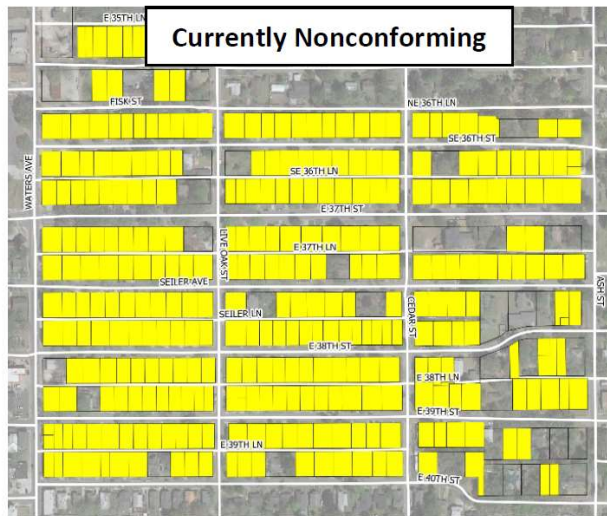 E 35TH LN
Currently Nonconforming
FISK ST
NE 36TH LN
SE 36TH ST
WATERS AVE
SE 36TH LN
E 37TH ST
LIVE OAK ST
E 37TH LN
SEILER AVE
ASH ST
SEILER LN
CEDAR ST
E 38TH ST
E 38TH LN
E 39TH ST
E 39TH LN
E 40TH ST